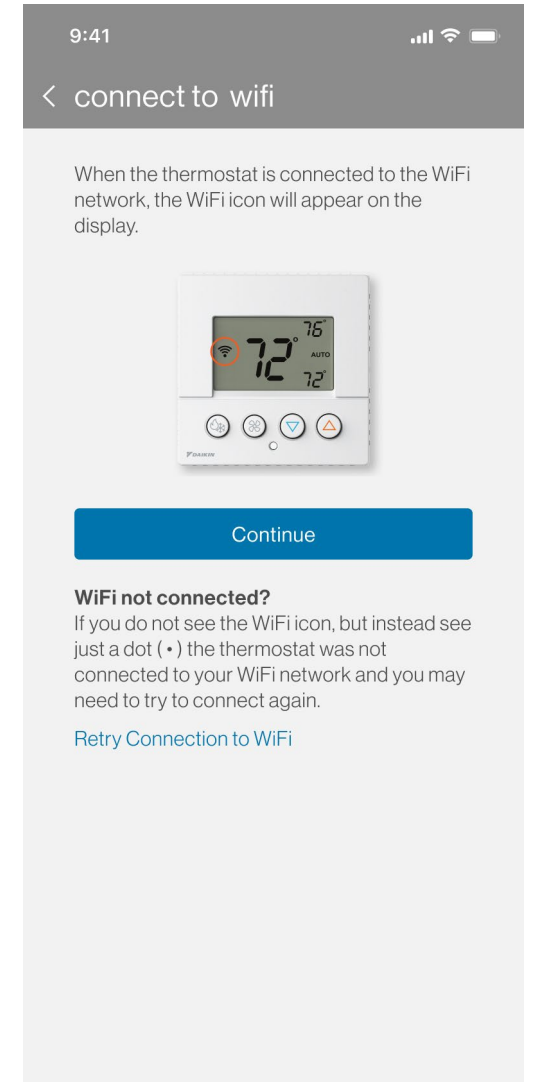 9:41
connect to wifi
When the thermostat is connected to the WiFi
network, the WiFi icon will appear on the
display.
76°
72°
AUTO
72°
DAIKIN
Continue
WiFi not connected?
If you do not see the WiFi icon, but instead see
just a dot ( • ) the thermostat was not
connected to your WiFi network and you may
need to try to connect again.
Retry Connection to WiFi